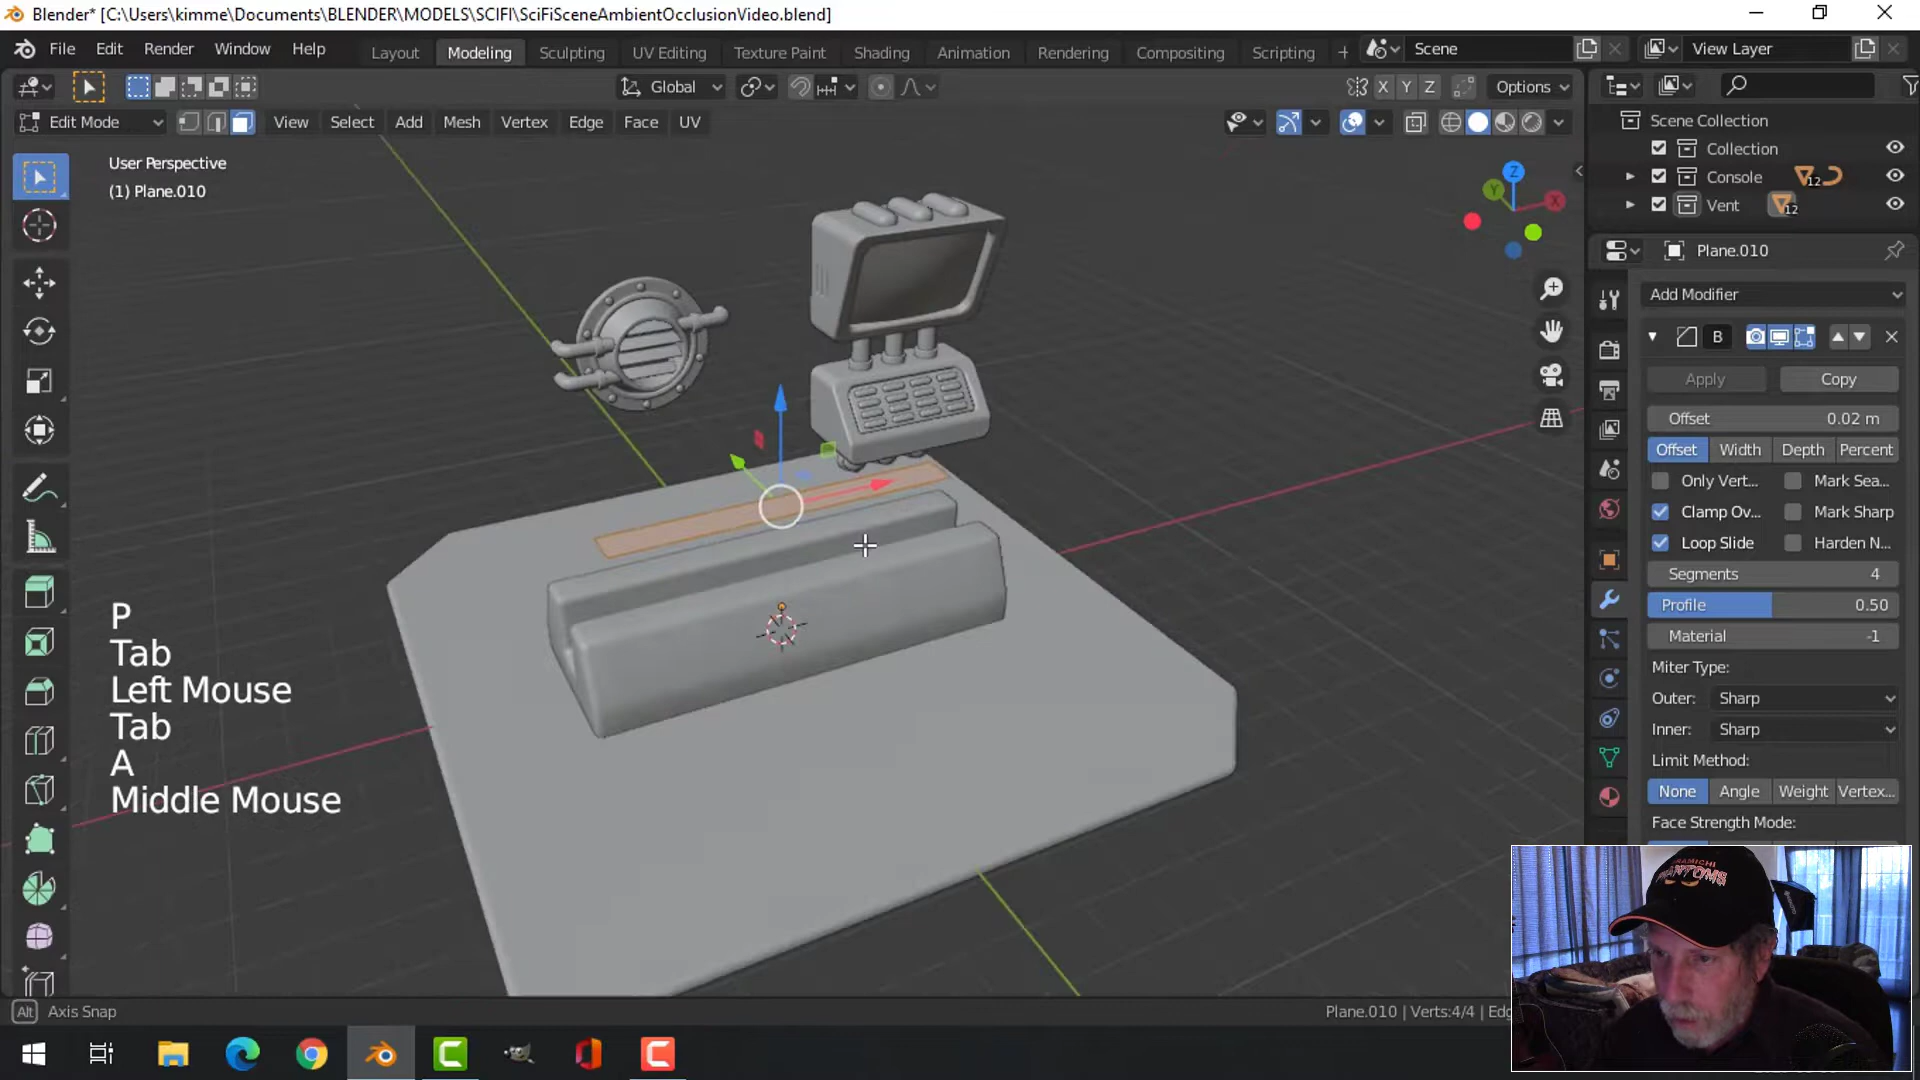 Blender* [C:\Users\kimme\Documents\BLENDER\MODELS\SCIFI\SciFiSceneAmbientOcclusionVideo.blend]
File Edit Render Window Help Layout Modeling Sculpting UV Editing Texture Paint Shading Animation Rendering Compositing Scripting + Scene View Layer
Global X Y Z Options
Edit Mode View Select Add Mesh Vertex Edge Face UV
Scene Collection
Collection
Console 12
Vent 12
User Perspective
(1) Plane.010
Z
Y
X
Plane.010
Add Modifier
B
Apply Copy
Offset 0.02 m
Offset Width Depth Percent
Only Vert... Mark Sea...
Clamp Ov... Mark Sharp
Loop Slide Harden N...
Segments 4
Profile 0.50
Material -1
Miter Type:
Outer: Sharp
Inner: Sharp
Limit Method:
None Angle Weight Vertex...
Face Strength Mode:
P
Tab
Left Mouse
Tab
A
Middle Mouse
Alt Axis Snap
Plane.010 | Verts:4/4 | Edg